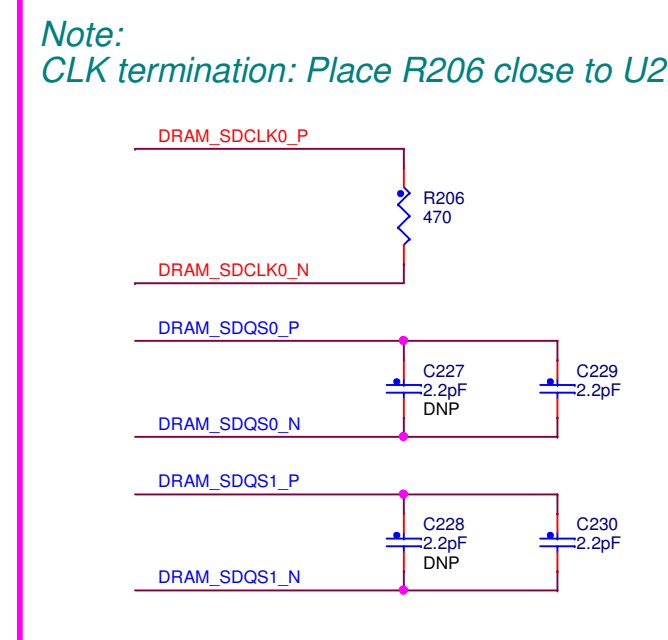 Note:
CLK termination: Place R206 close to U2
DRAM_SDCLK0_P
R206
470
DRAM_SDCLK0_N
DRAM_SDQS0_P
C227
2.2pF
DNP
C229
2.2pF
DRAM_SDQS0_N
DRAM_SDQS1_P
C228
2.2pF
DNP
C230
2.2pF
DRAM_SDQS1_N